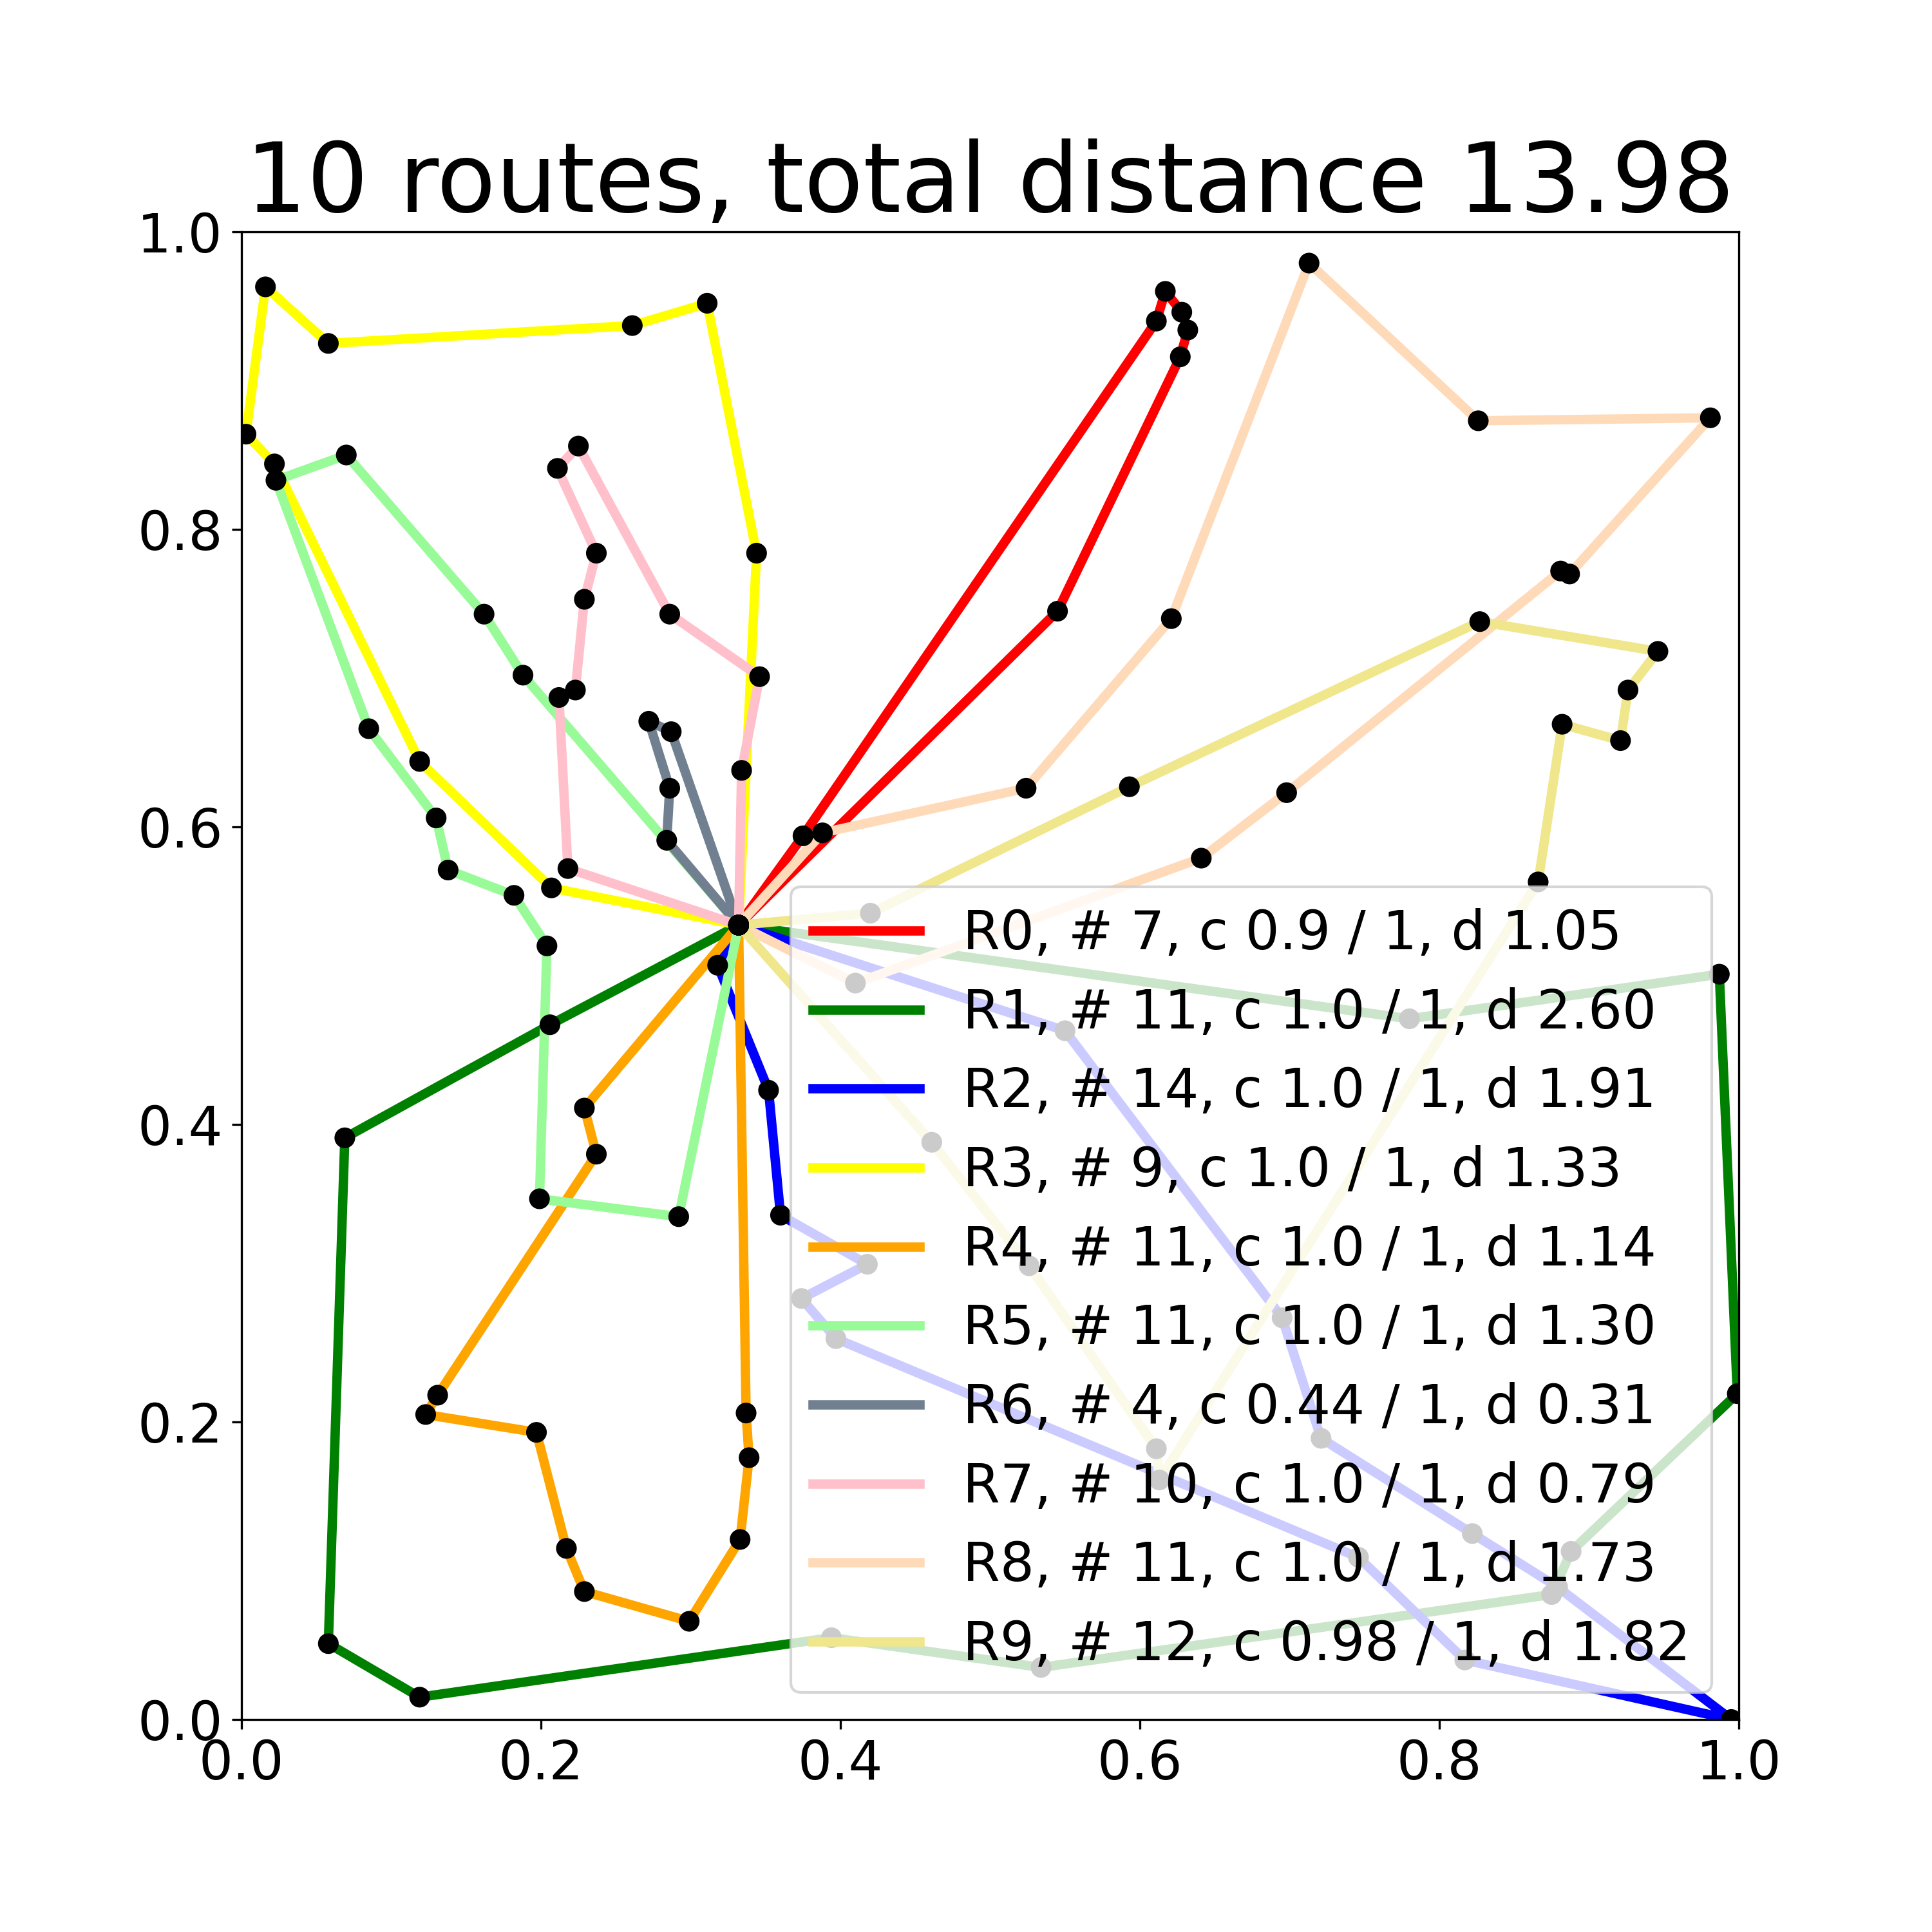 10 routes, total distance 13.98
1.0
0.8
0.6
0.4
0.2
0.0
R0, # 7, c 0.9 / 1, d 1.05
R1, # 11, c 1.0 / 1, d 2.60
R2, # 14, c 1.0 / 1, d 1.91
R3, # 9, c 1.0 / 1, d 1.33
R4, # 11, c 1.0 / 1, d 1.14
R5, # 11, c 1.0 / 1, d 1.30
R6, # 4, c 0.44 / 1, d 0.31
R7, # 10, c 1.0 / 1, d 0.79
R8, # 11, c 1.0 / 1, d 1.73
R9, # 12, c 0.98 / 1, d 1.82
0.0 0.2 0.4 0.6 0.8 1.0